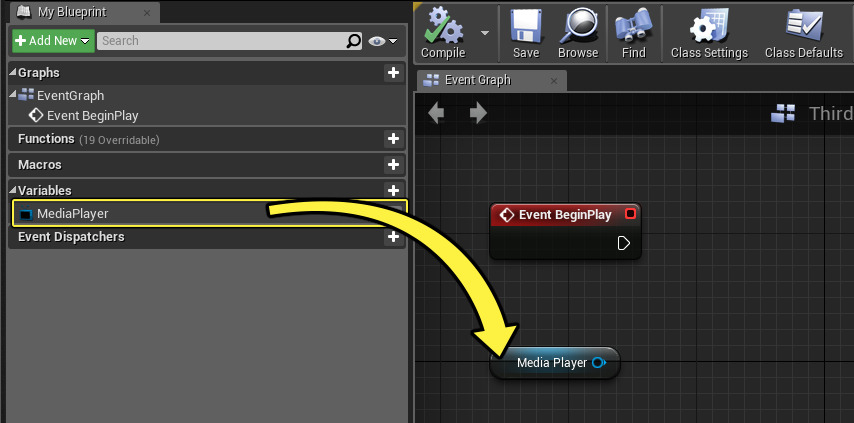 My Blueprint
Add New
Search
Graphs
EventGraph
Event BeginPlay
Functions (19 Overridable)
Macros
Variables
MediaPlayer
Event Dispatchers
Compile
Save
Browse
Find
Class Settings
Class Defaults
Event Graph
Third
Event BeginPlay
Media Player